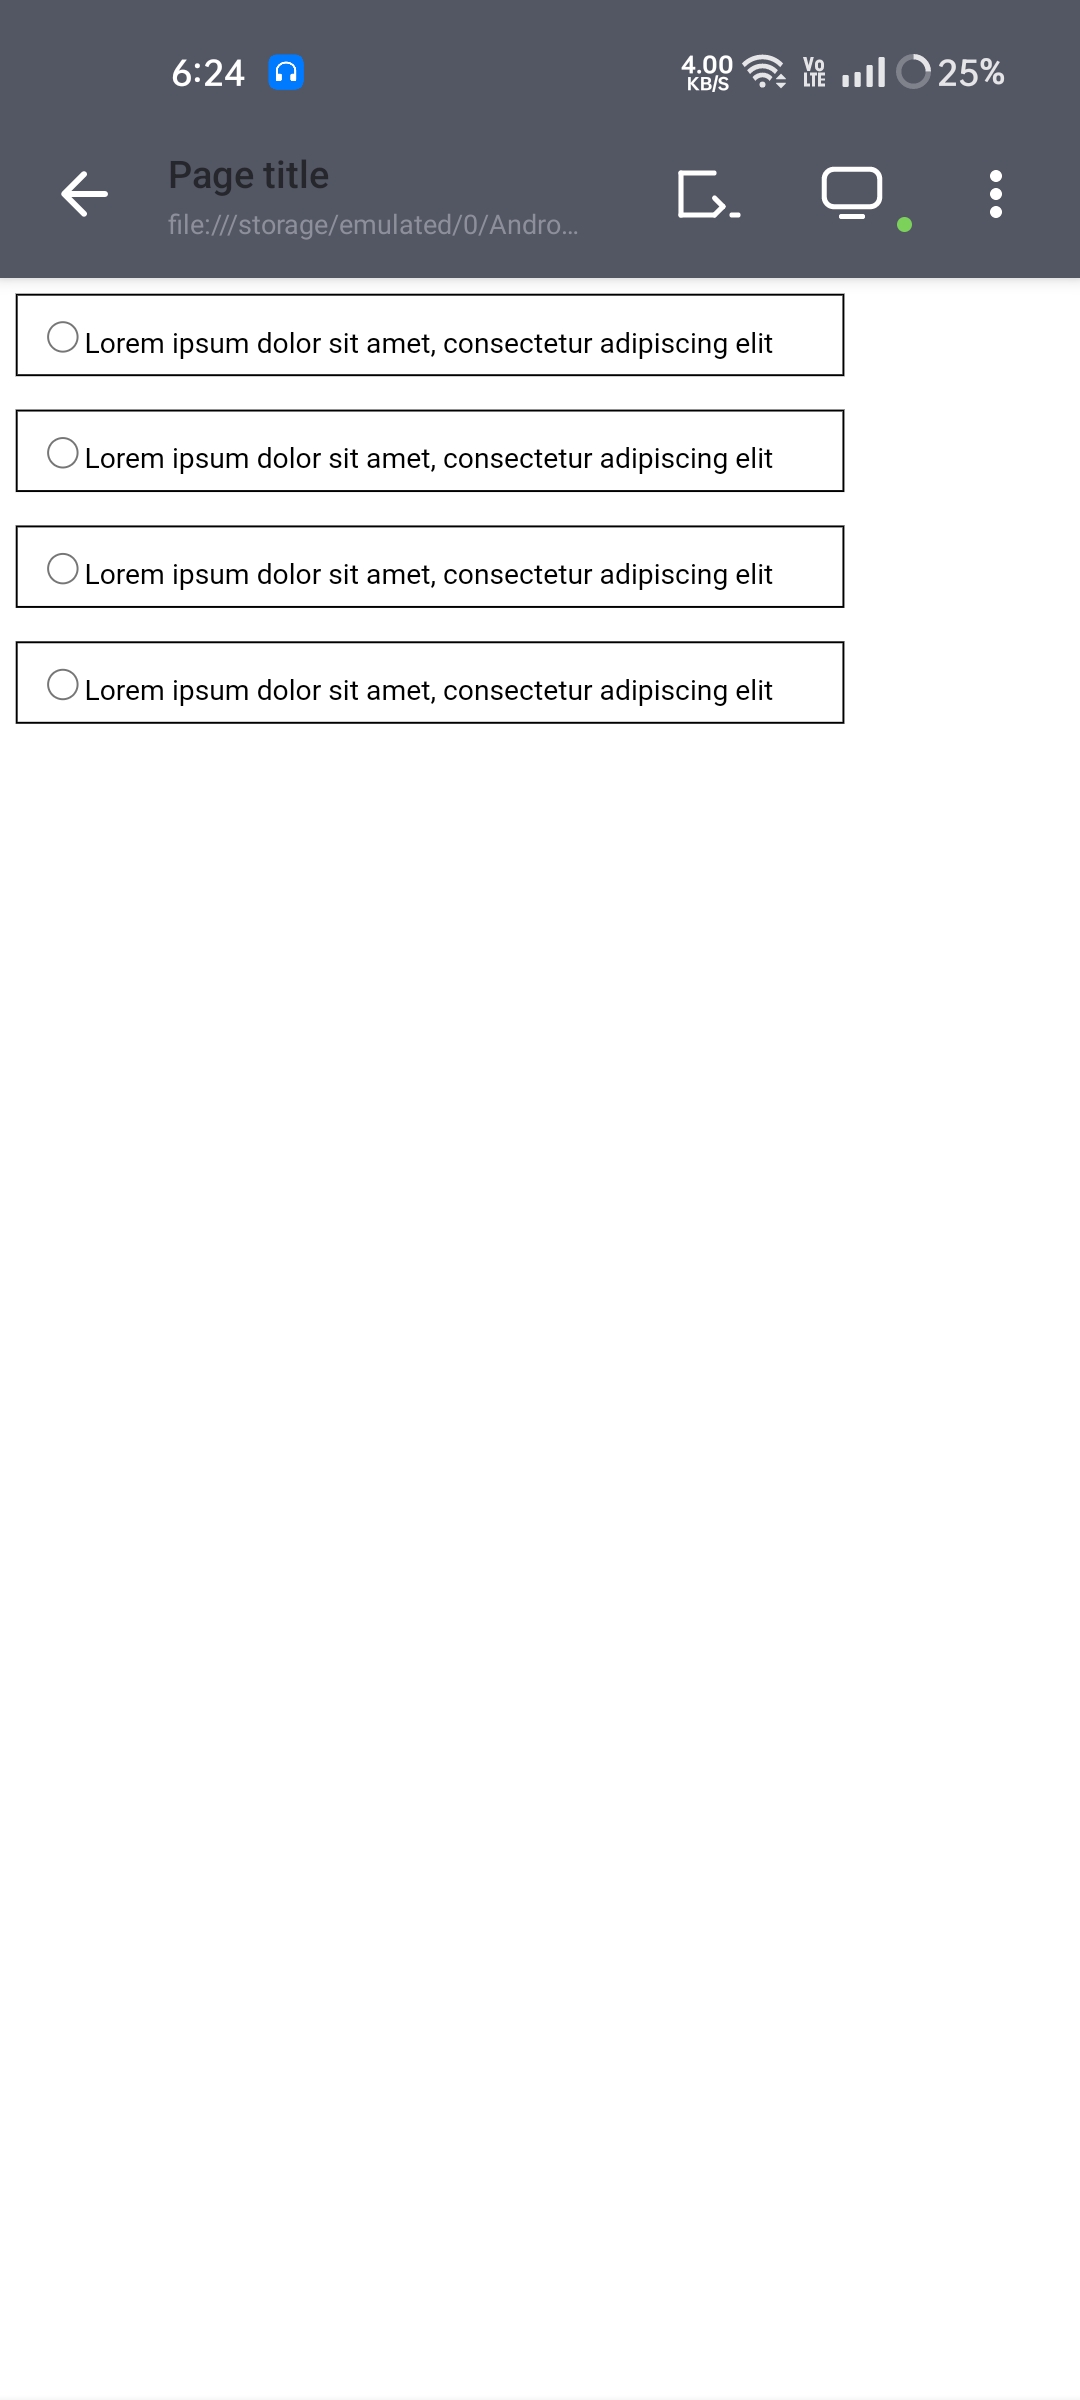 6:24
4.00
KB/S
Vo
LTE
25%
Page title
file:///storage/emulated/0/Andro...
Lorem ipsum dolor sit amet, consectetur adipiscing elit
Lorem ipsum dolor sit amet, consectetur adipiscing elit
Lorem ipsum dolor sit amet, consectetur adipiscing elit
Lorem ipsum dolor sit amet, consectetur adipiscing elit